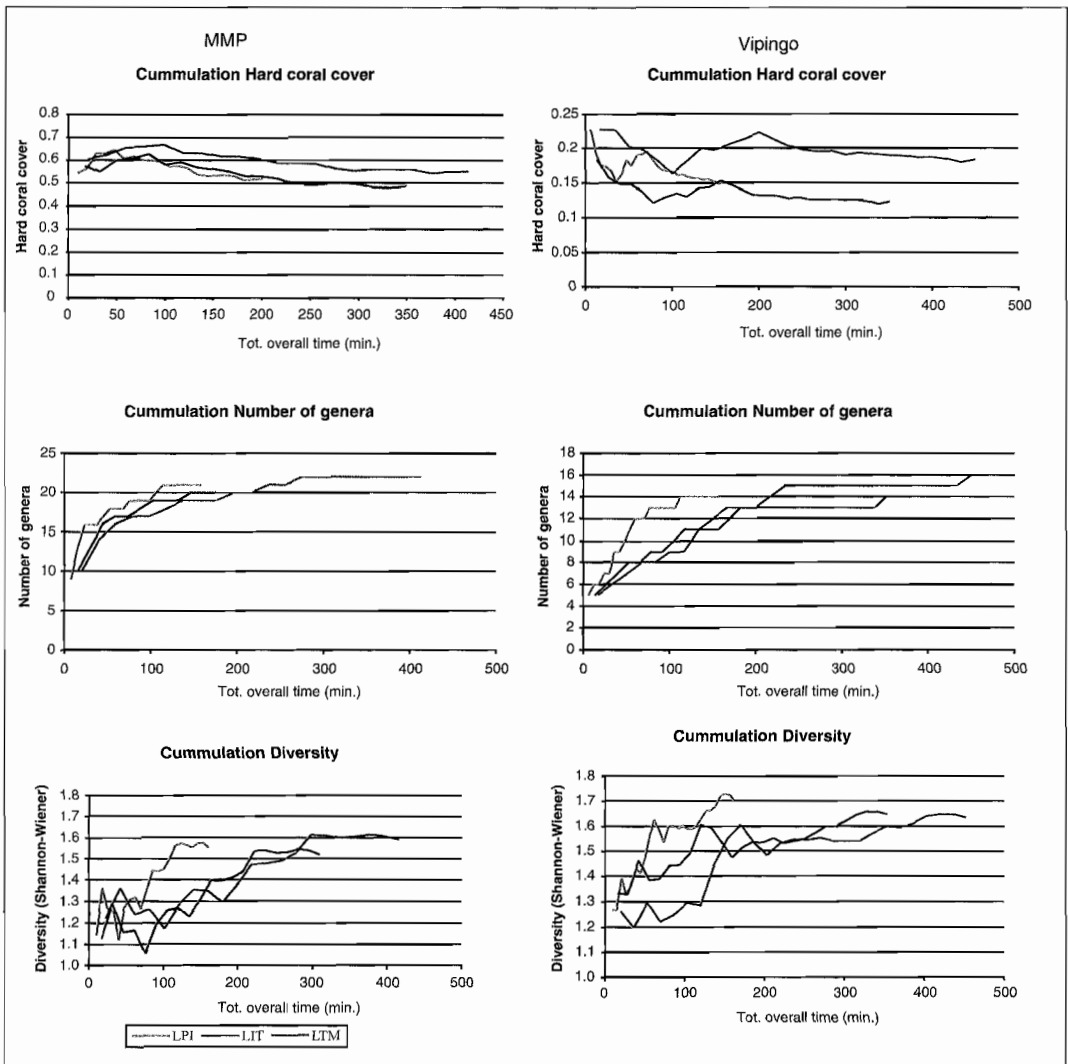 MMP
Cummulation Hard coral cover
Hard coral cover
0.8
0.7
0.6
0.5
0.4
0.3
0.2
0.1
0
0 50 100 150 200 250 300 350 400 450
Tot. overall time (min.)
Vipingo
Cummulation Hard coral cover
Hard coral cover
0.25
0.2
0.15
0.1
0.05
0
0 100 200 300 400 500
Tot. overall time (min.)
Cummulation Number of genera
Number of genera
25
20
15
10
5
0
0 100 200 300 400 500
Tot. overall time (min.)
Cummulation Number of genera
Number of genera
18
16
14
12
10
8
6
4
2
0
0 100 200 300 400 500
Tot. overall time (min.)
Cummulation Diversity
Diversity (Shannon-Wiener)
1.8
1.7
1.6
1.5
1.4
1.3
1.2
1.1
1.0
0 100 200 300 400 500
Tot. overall time (min.)
LPI LIT LTM
Cummulation Diversity
Diversity (Shannon-Wiener)
1.8
1.7
1.6
1.5
1.4
1.3
1.2
1.1
1.0
0 100 200 300 400 500
Tot. overall time (min.)